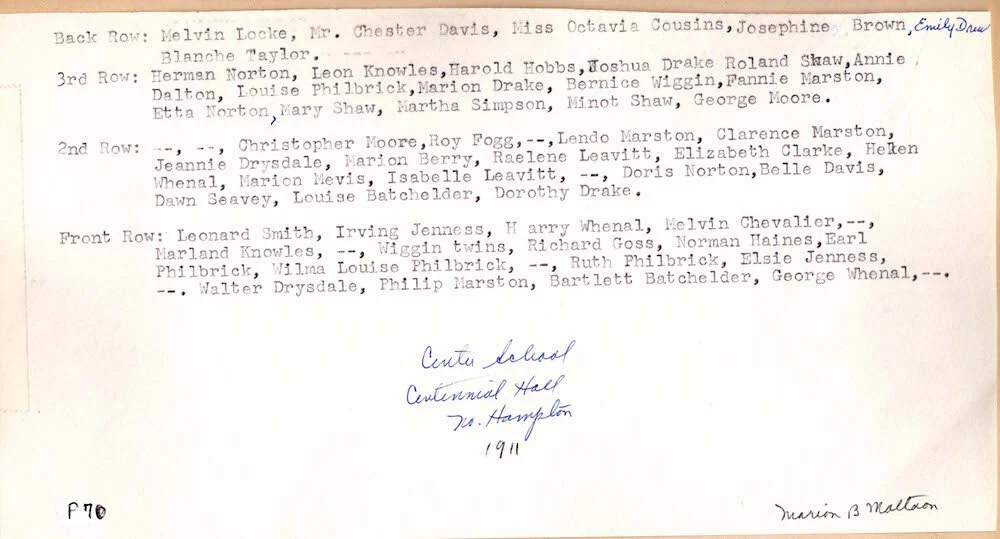 Back Row: Melvin Locke, Mr. Chester Davis, Miss Octavia Cousins, Josephine Brown, Emily Drew
Blanche Taylor.
3rd Row: Herman Norton, Leon Knowles, Harold Hobbs, Joshua Drake Roland Shaw, Annie
Dalton, Louise Philbrick, Marion Drake, Bernice Wiggin, Fannie Marston,
Etta Norton, Mary Shaw, Martha Simpson, Minot Shaw, George Moore.
2nd Row: --, --, Christopher Moore, Roy Fogg, --, Lendo Marston, Clarence Marston,
Jeannie Drysdale, Marion Berry, Raelene Leavitt, Elizabeth Clarke, Helen
Whenal, Marion Mevis, Isabelle Leavitt, --, Doris Norton, Belle Davis,
Dawn Seavey, Louise Batchelder, Dorothy Drake.
Front Row: Leonard Smith, Irving Jenness, H arry Whenal, Melvin Chevalier, --,
Marland Knowles, --, Wiggin twins, Richard Goss, Norman Haines, Earl
Philbrick, Wilma Louise Philbrick, --, Ruth Philbrick, Elsie Jenness,
--. Walter Drysdale, Philip Marston, Bartlett Batchelder, George Whenal, --.
Center School
Centennial Hall
No. Hampton
1911
P 70
Marion B